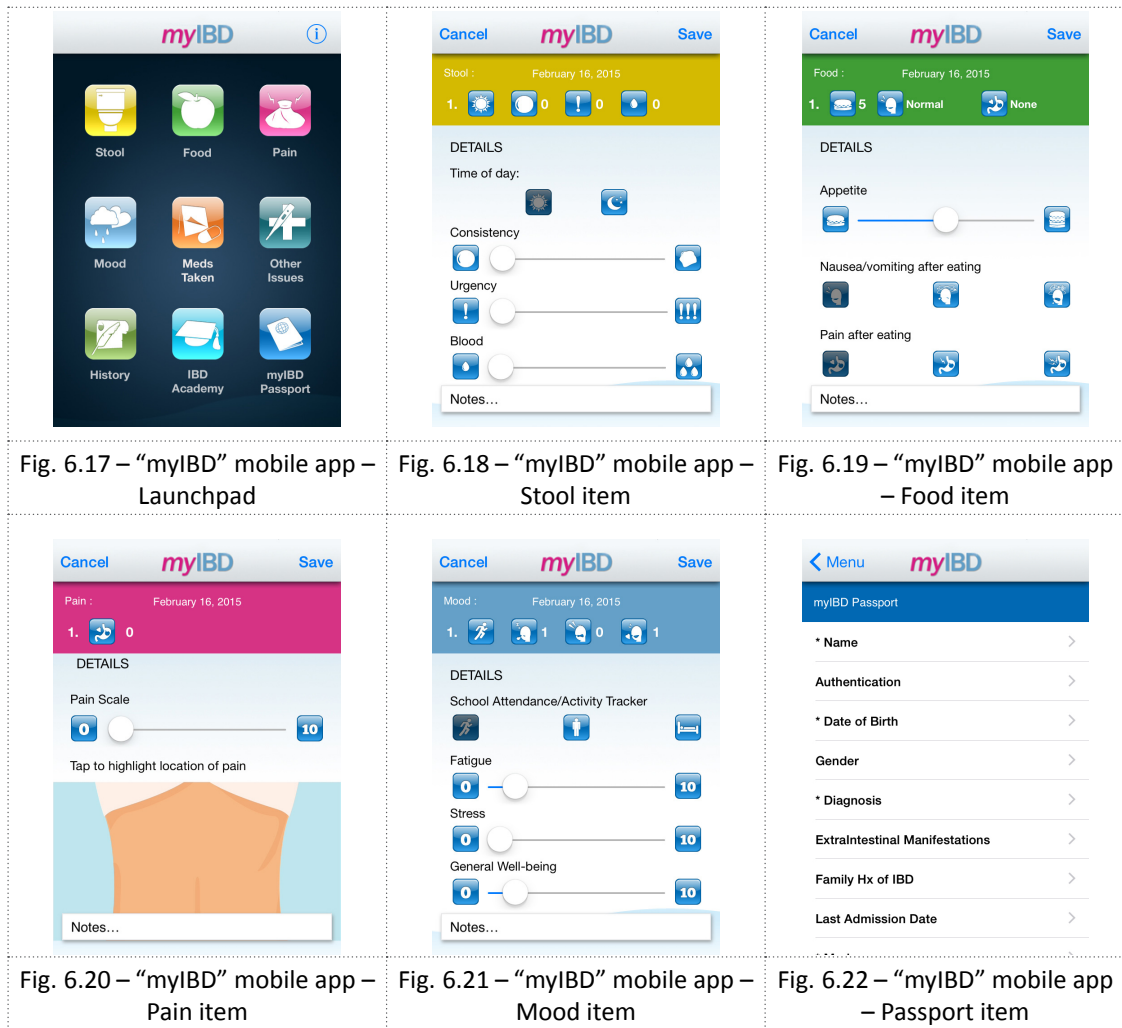 myIBD
Stool Food Pain
Mood Meds Taken Other Issues
History IBD Academy myIBD Passport
Cancel myIBD Save
Stool : February 16, 2015
1. 0 ! 0 0
DETAILS
Time of day:
Consistency
Urgency
! !!!
Blood
Notes...
Cancel myIBD Save
Food : February 16, 2015
1. 5 Normal None
DETAILS
Appetite
Nausea/vomiting after eating
Pain after eating
Notes...
Fig. 6.17 – “myIBD” mobile app –
Launchpad
Fig. 6.18 – “myIBD” mobile app –
Stool item
Fig. 6.19 – “myIBD” mobile app
– Food item
Cancel myIBD Save
Pain : February 16, 2015
1. 0
DETAILS
Pain Scale
0 10
Tap to highlight location of pain
Notes...
Cancel myIBD Save
Mood : February 16, 2015
1. 1 0 1
DETAILS
School Attendance/Activity Tracker
Fatigue
0 10
Stress
0 10
General Well-being
0 10
Notes...
Menu myIBD
myIBD Passport
* Name
Authentication
* Date of Birth
Gender
* Diagnosis
ExtraIntestinal Manifestations
Family Hx of IBD
Last Admission Date
Fig. 6.20 – “myIBD” mobile app –
Pain item
Fig. 6.21 – “myIBD” mobile app –
Mood item
Fig. 6.22 – “myIBD” mobile app
– Passport item